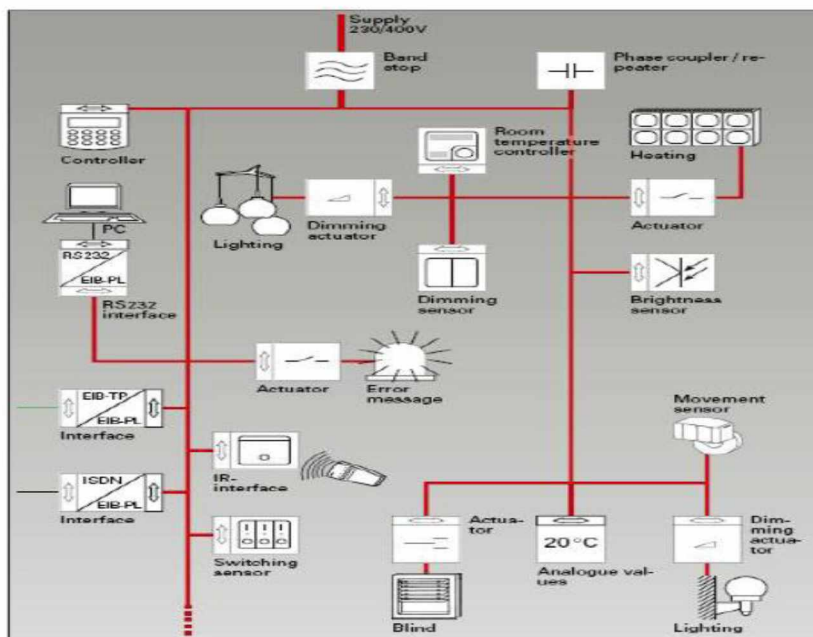 Supply
230/400V
Band
stop
Phase coupler / re-
peater
Controller
Room
temperature
controller
Heating
PC
Lighting
Dimming
actuator
Actuator
RS232
EIB-PL
RS232
interface
Dimming
sensor
Brightness
sensor
Actuator
Error
message
EIB-TP
EIB-PL
Interface
Movement
sensor
IR-
interface
ISDN
EIB-PL
Interface
Actua-
tor
20°C
Analogue val-
ues
Dim-
ming
actua-
tor
Switching
sensor
Blind
Lighting